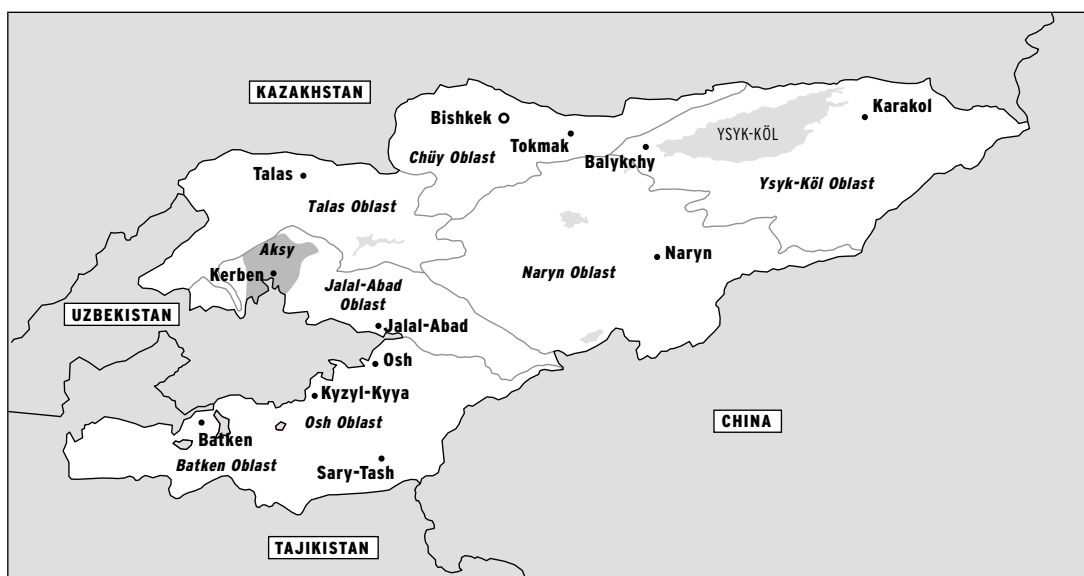 KAZAKHSTAN
Bishkek
Chüy Oblast
Tokmak
Balykchy
YSYK-KÖL
Karakol
Ysyk-Köl Oblast
Talas
Talas Oblast
Aksy
Kerben
Jalal-Abad
Oblast
Jalal-Abad
Naryn Oblast
Naryn
UZBEKISTAN
Osh
Kyzyl-Kyya
Osh Oblast
Batken
Batken Oblast
Sary-Tash
CHINA
TAJIKISTAN